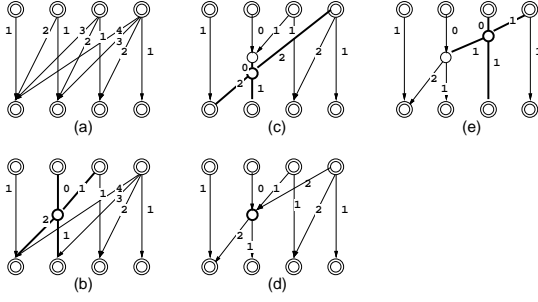 1 2 1 3 2 1 4 3 2 1
(a)
1 0 1 1 2 0 2 1 2 1
(c)
0 1 0 1 1 2 1 1
(e)
1 0 1 1 4 3 2 2 1 1
(b)
1 0 1 2 1 2 1 2 1
(d)